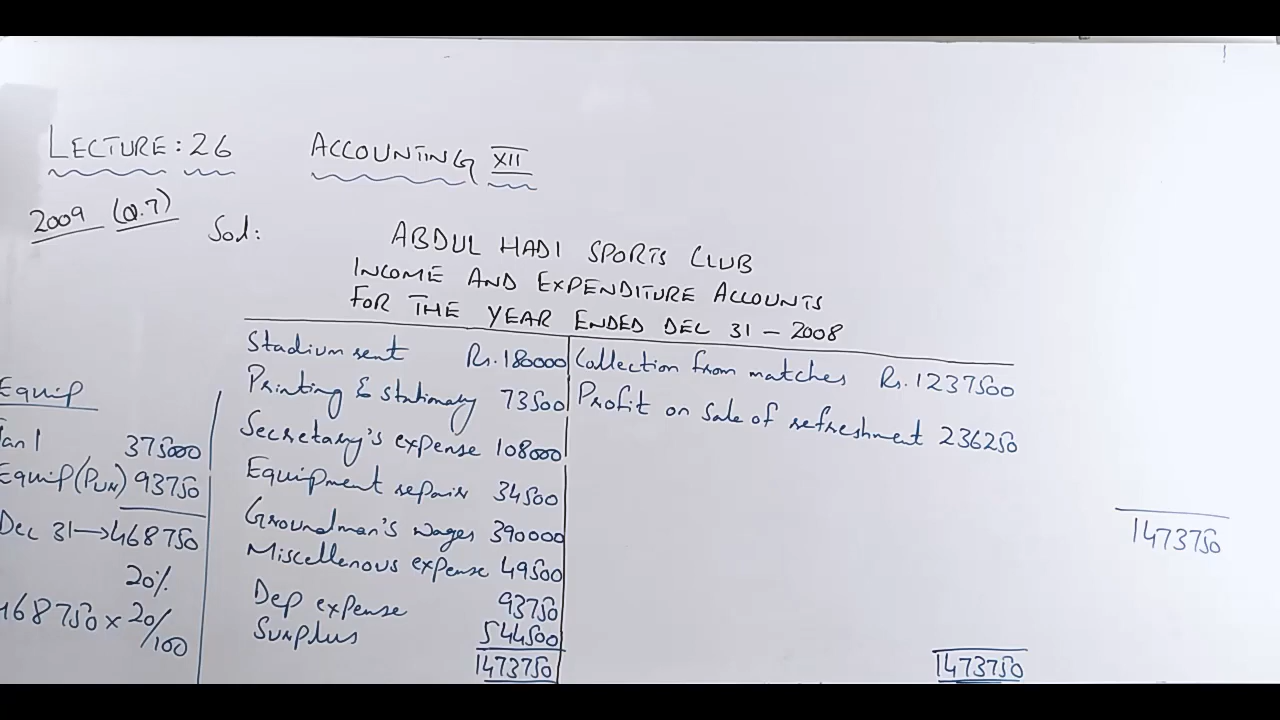 LECTURE: 26 ACCOUNTING XII
2009 (Q.7) Sol:
ABDUL HADI SPORTS CLUB
INCOME AND EXPENDITURE ACCOUNTS
FOR THE YEAR ENDED DEC 31 - 2008
Stadium rent Rs. 180000 Collection from matches Rs. 1237500
Printing & stationary 73500 Profit on sale of refreshment 236250
Secretary's expense 108000
Equipment repair 34500
Groundman's wages 390000
Miscellenous expense 49500
Dep expense 93750
Surplus 544500
1473750 1473750
Equip
Jan 1 375000
Equip (Pur) 93750
Dec 31→468750
20%
468750 × 20/100
1473750